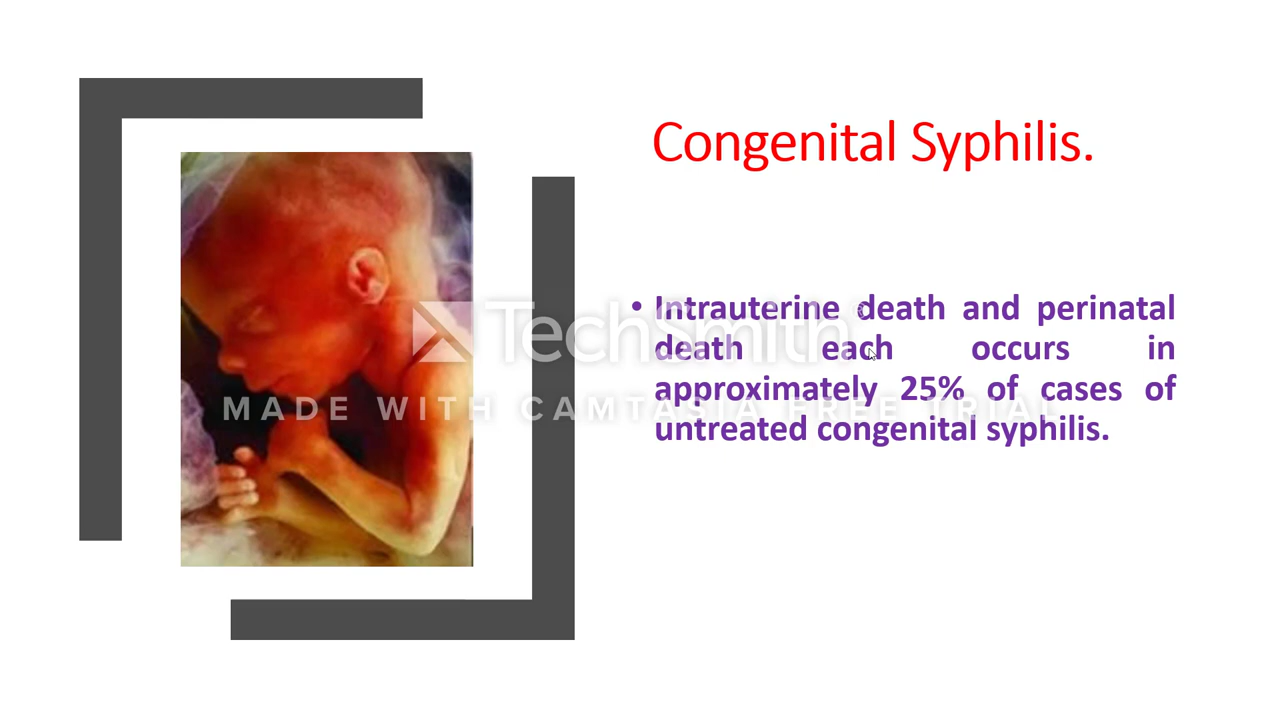 Congenital Syphilis.
• Intrauterine death and perinatal
death each occurs in
approximately 25% of cases of
untreated congenital syphilis.
TechSmith
MADE WITH CAMTASIA FREE TRIAL